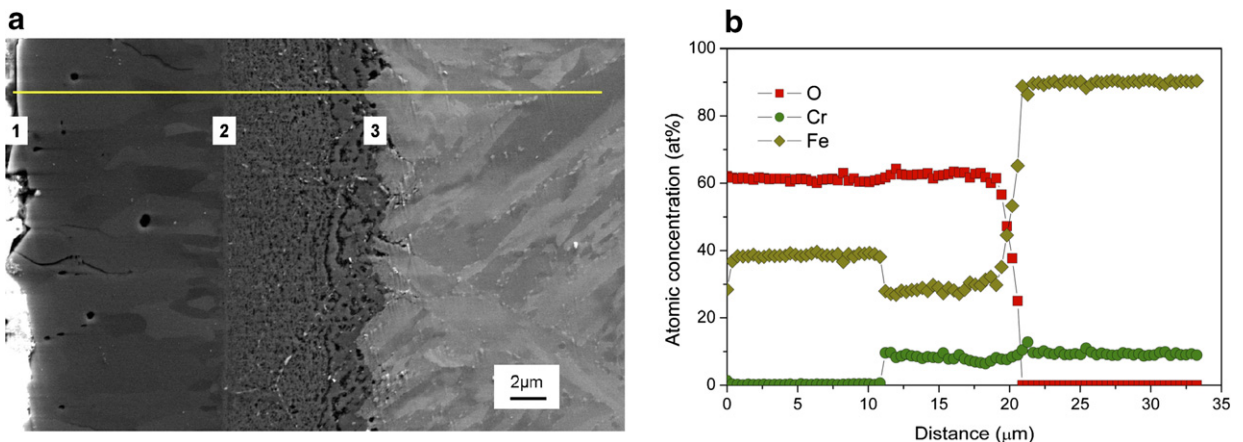 a
1
2
3
2μm
b
O
Cr
Fe
Atomic concentration (at%)
100
80
60
40
20
0
0 5 10 15 20 25 30 35
Distance (μm)